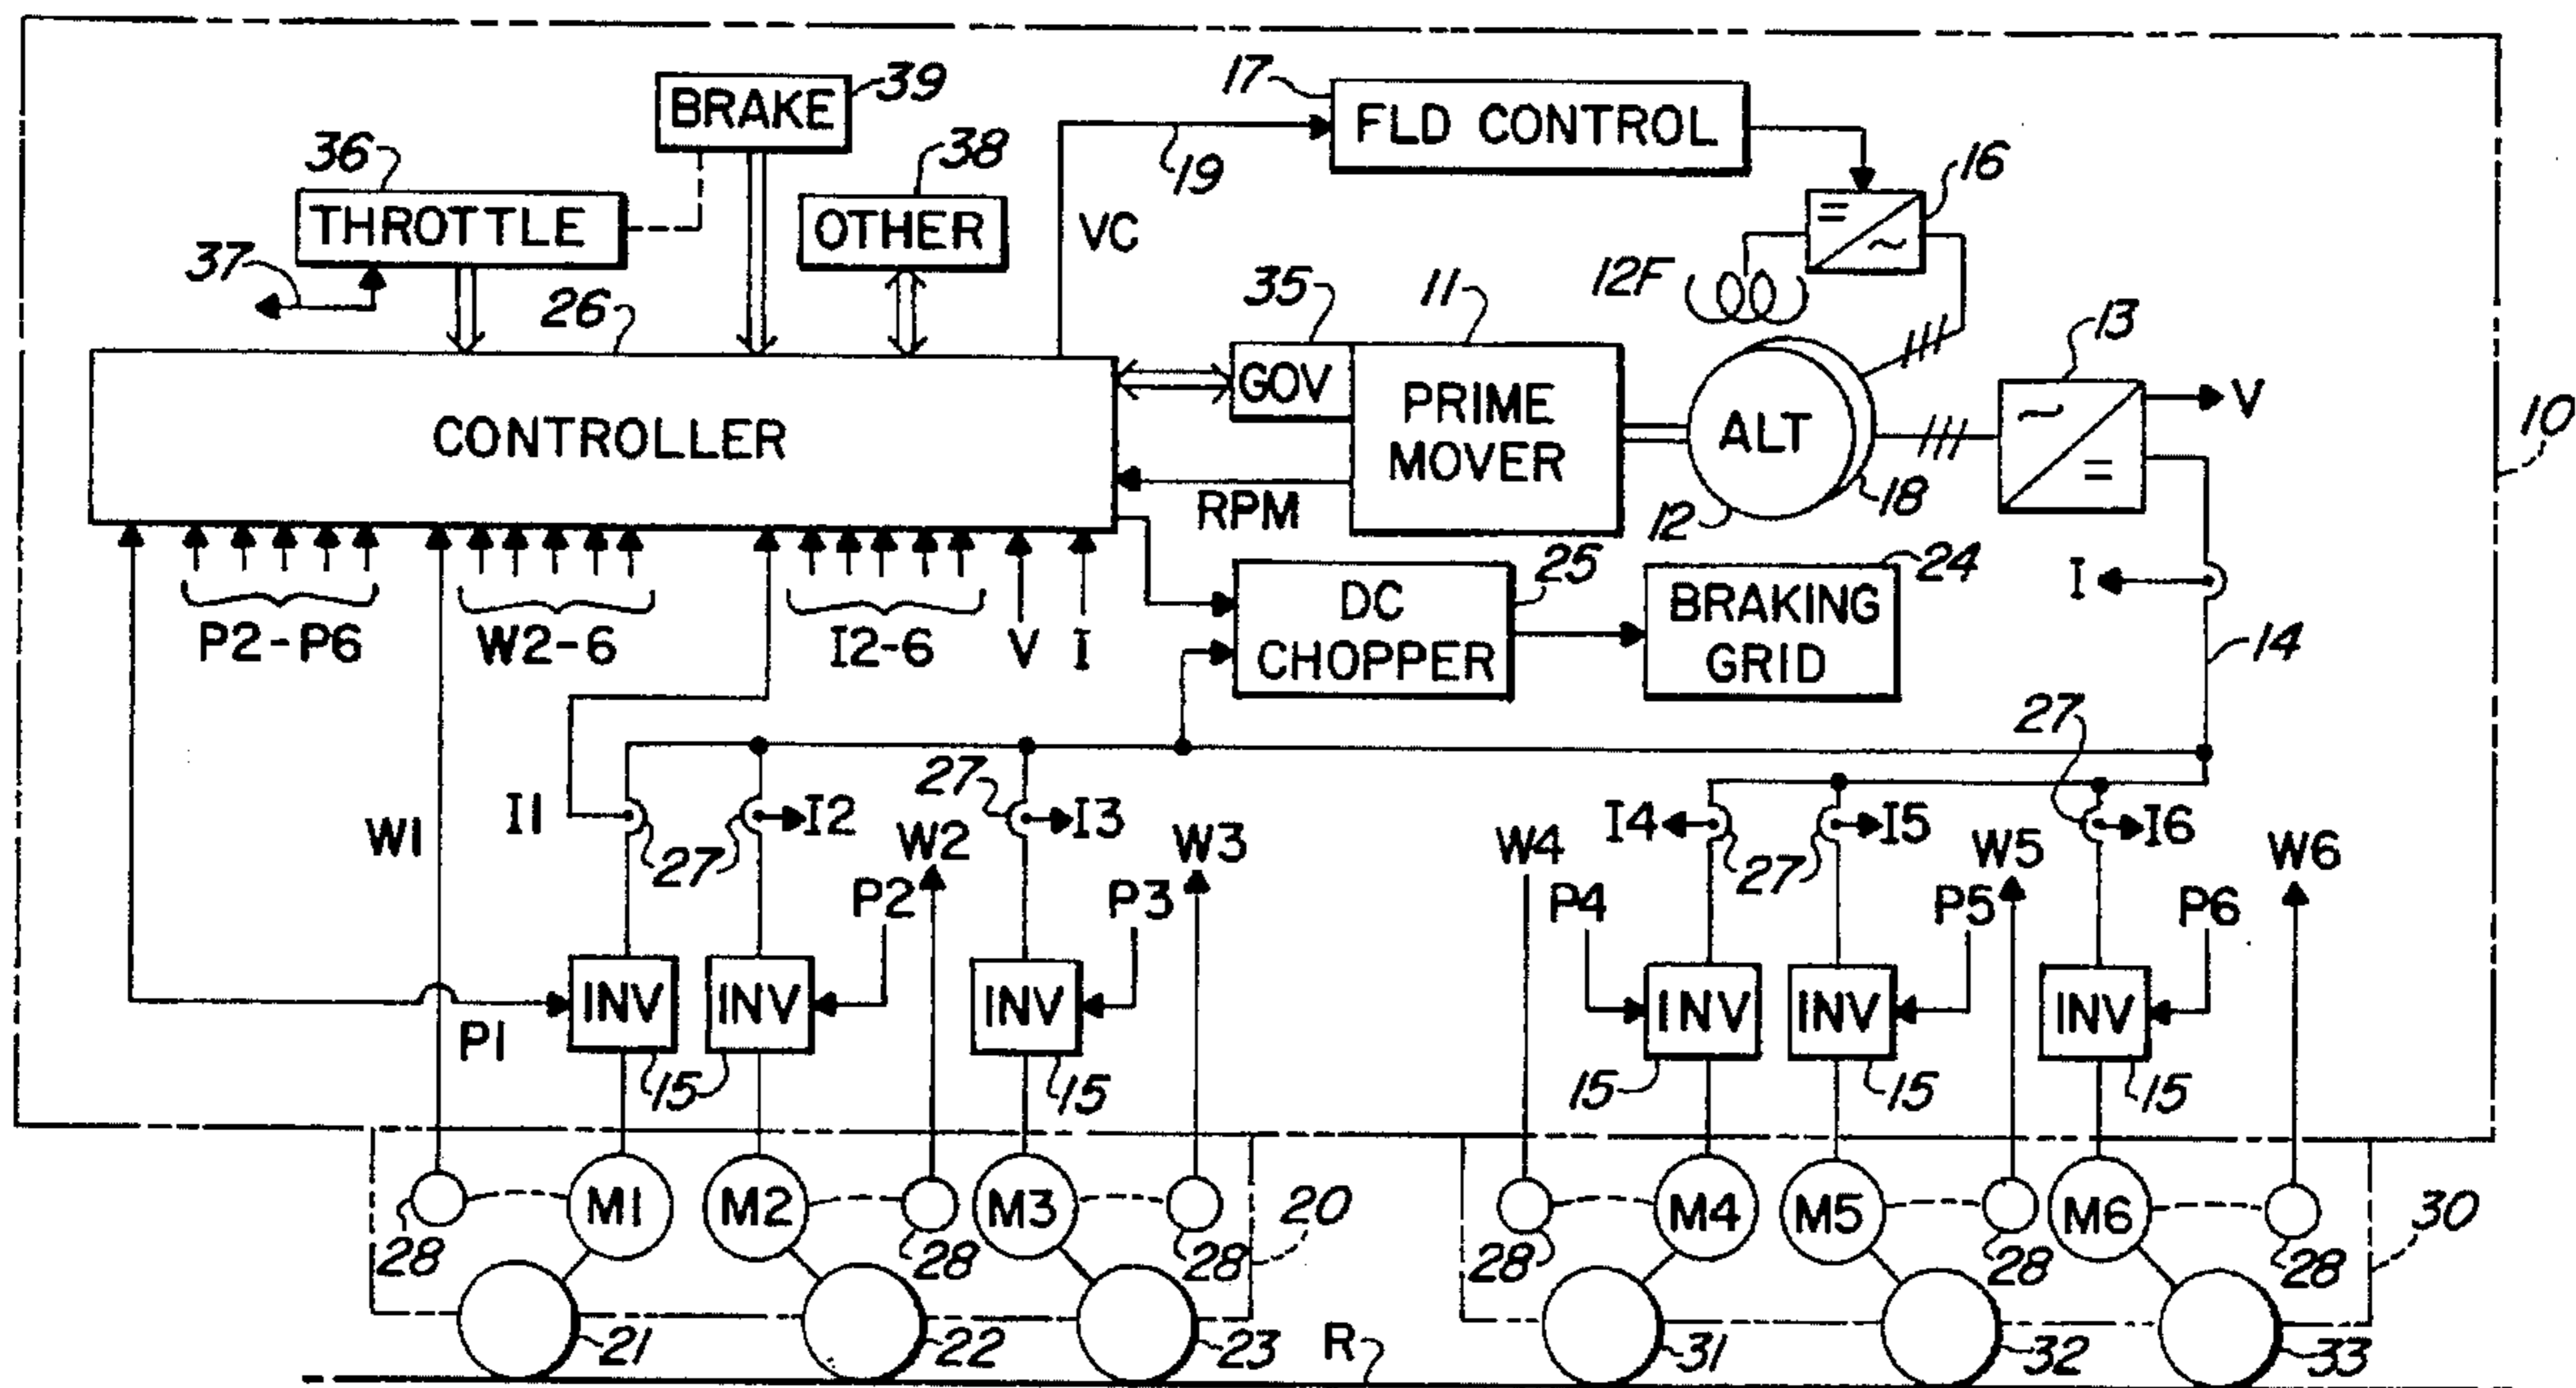 BRAKE
39
17
FLD CONTROL
36
38
16
19
THROTTLE
OTHER
VC
37
26
12F
35
11
13
GOV
PRIME
MOVER
ALT
V
10
CONTROLLER
RPM
12
18
25
24
I
DC
CHOPPER
BRAKING
GRID
14
P2-P6
W2-6
I2-6
V
I
27
27
W1
I1
I2
I3
I4
I5
I6
27
27
W2
W3
W4
W5
W6
P2
P3
P4
P5
P6
INV
INV
INV
INV
INV
INV
P1
15
15
15
15
15
M1
M2
M3
M4
M5
M6
20
30
28
28
28
28
28
28
21
22
23
R
31
32
33